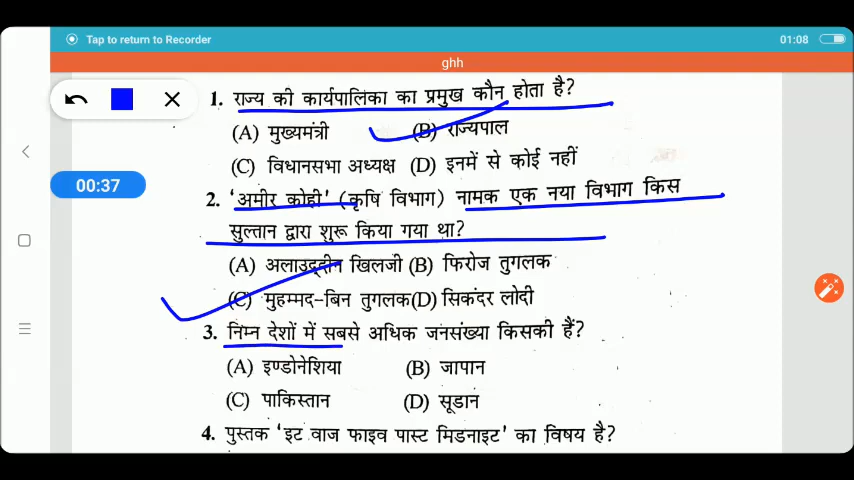 Tap to return to Recorder 01:08
ghh
1. राज्य की कार्यपालिका का प्रमुख कौन होता है?
(A) मुख्यमंत्री (B) राज्यपाल
(C) विधानसभा अध्यक्ष (D) इनमें से कोई नहीं
00:37
2. 'अमीर कोही' (कृषि विभाग) नामक एक नया विभाग किस
सुल्तान द्वारा शुरू किया गया था?
(A) अलाउद्दीन खिलजी (B) फिरोज तुगलक
(C) मुहम्मद-बिन तुगलक(D) सिकंदर लोदी
3. निम्न देशों में सबसे अधिक जनसंख्या किसकी हैं?
(A) इण्डोनेशिया (B) जापान
(C) पाकिस्तान (D) सूडान
4. पुस्तक 'इट वाज फाइव पास्ट मिडनाइट' का विषय है?